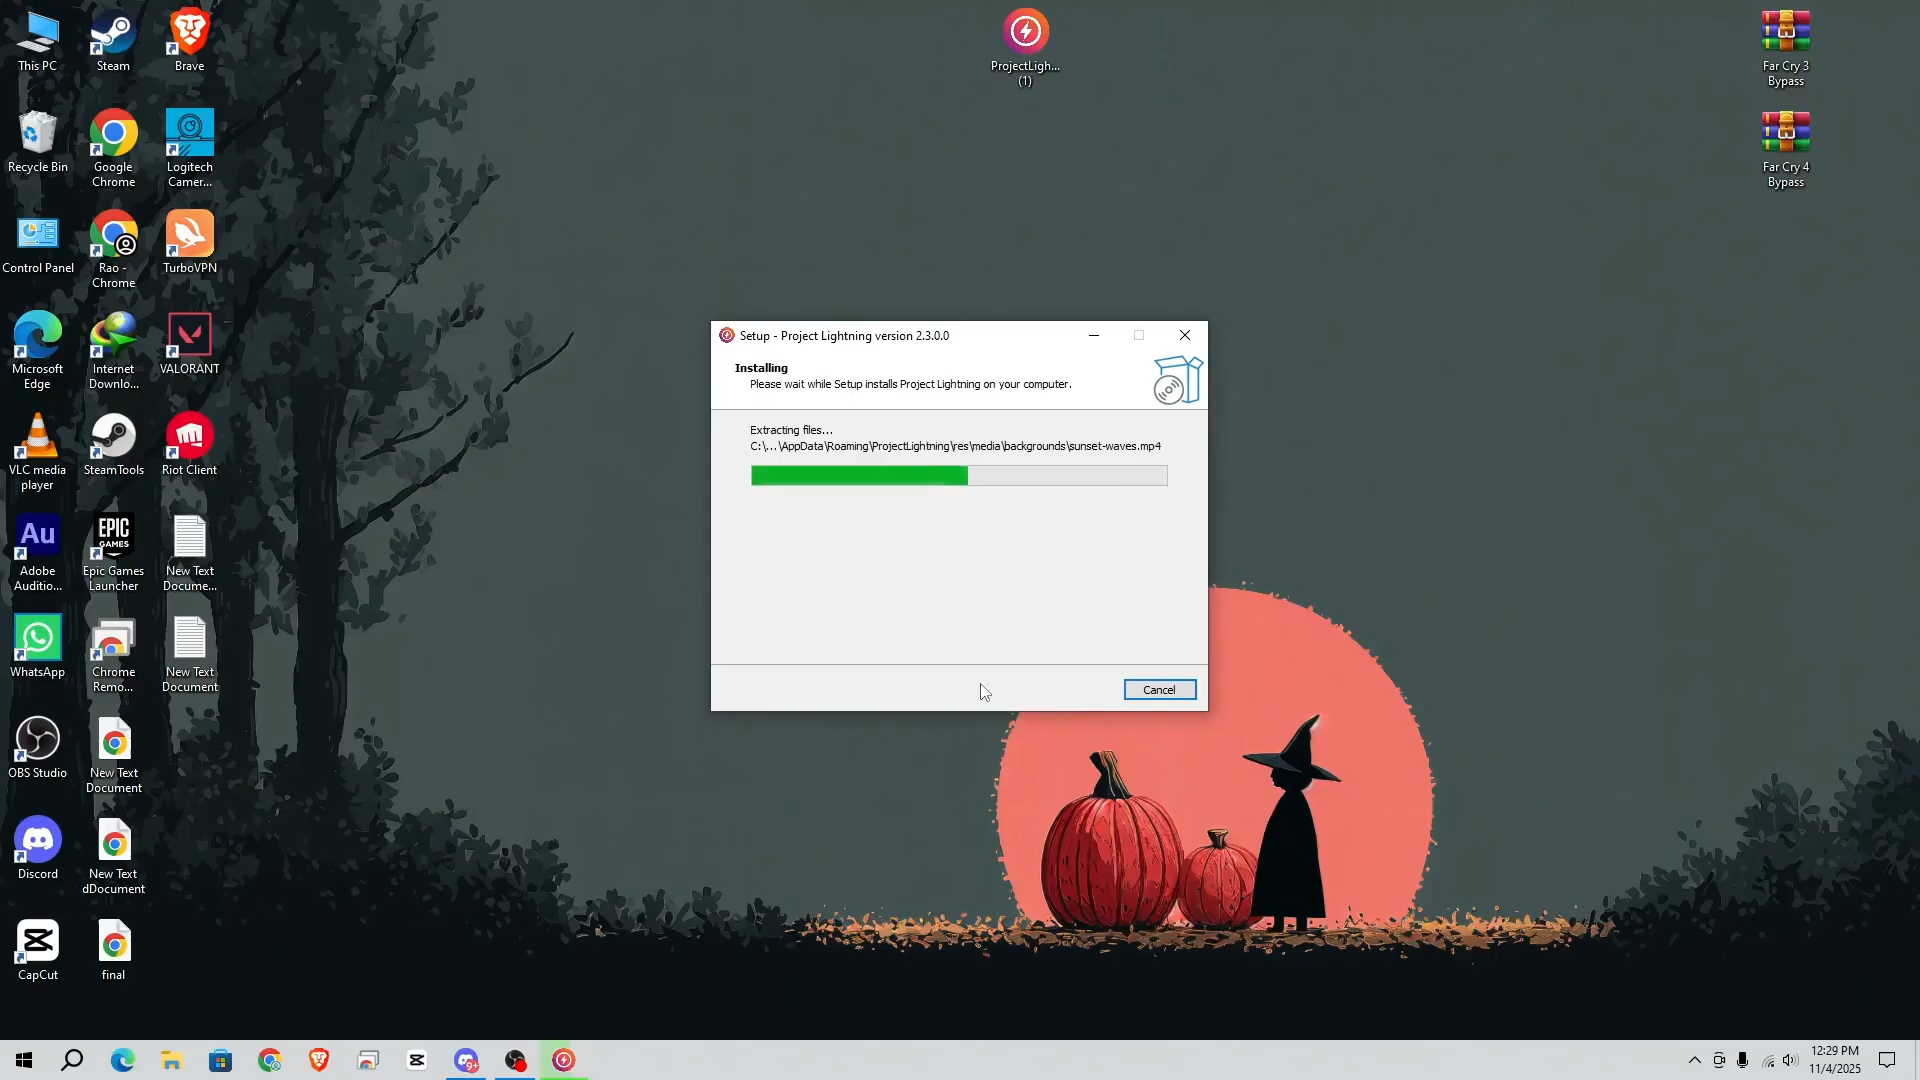 This PC
Steam
Brave
ProjectLigh...
(1)
Far Cry 3
Bypass
Recycle Bin
Google
Chrome
Logitech
Camer...
Far Cry 4
Bypass
Control Panel
Rao -
Chrome
TurboVPN
Microsoft
Edge
Internet
Downlo...
VALORANT
Setup - Project Lightning version 2.3.0.0
Installing
Please wait while Setup installs Project Lightning on your computer.
Extracting files...
C:\...\AppData\Roaming\ProjectLightning\res\media\backgrounds\sunset-waves.mp4
Cancel
VLC media
player
SteamTools
Riot Client
Au
Adobe
Auditio...
EPIC
GAMES
Epic Games
Launcher
New Text
Docume...
WhatsApp
Chrome
Remo...
New Text
Document
OBS Studio
New Text
Document
Discord
New Text
dDocument
CapCut
final
9+
12:29 PM
11/4/2025